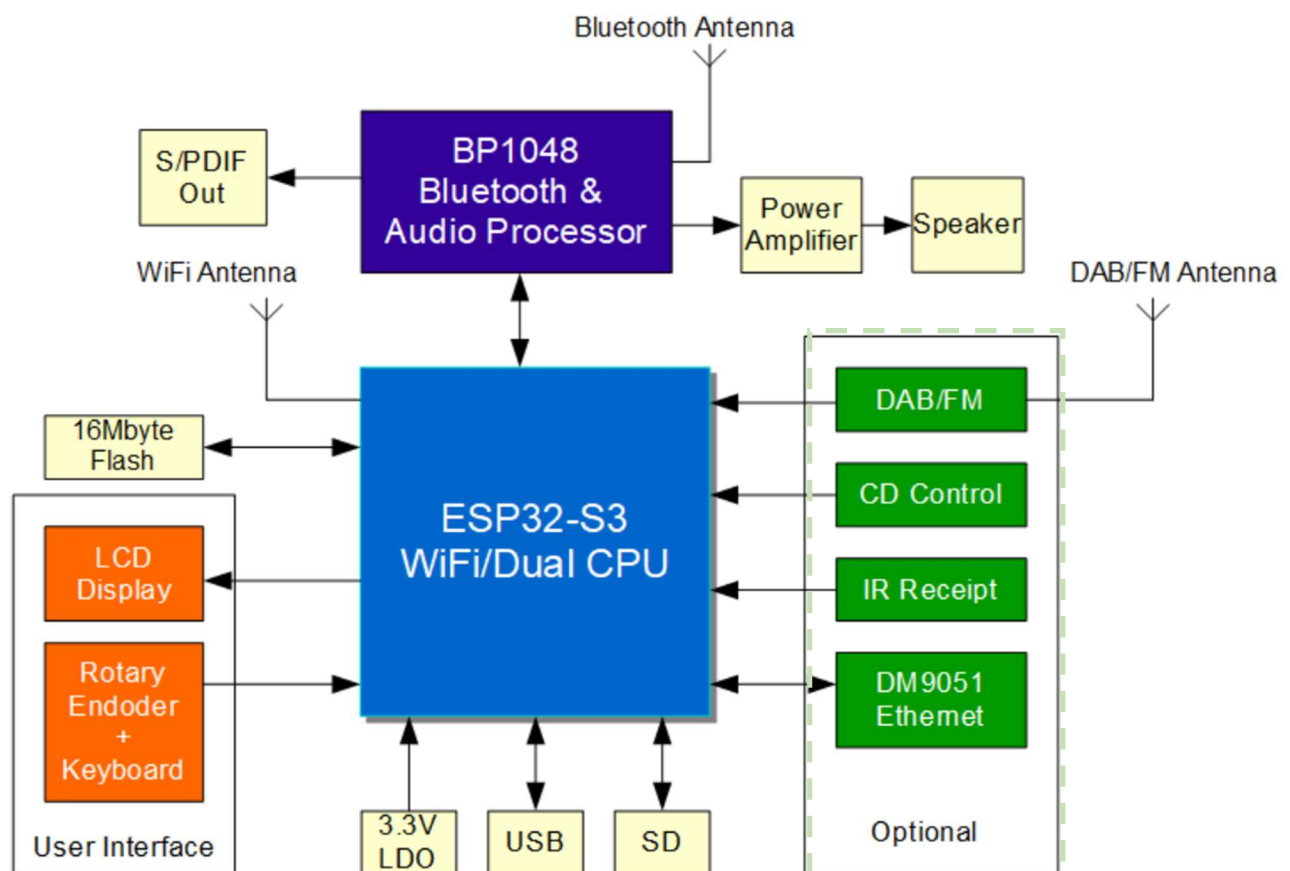 Bluetooth Antenna
S/PDIF
Out
BP1048
Bluetooth &
Audio Processor
Power
Amplifier
Speaker
WiFi Antenna
DAB/FM Antenna
16Mbyte
Flash
LCD
Display
Rotary
Endoder
+
Keyboard
User Interface
ESP32-S3
WiFi/Dual CPU
DAB/FM
CD Control
IR Receipt
DM9051
Ethernet
Optional
3.3V
LDO
USB
SD